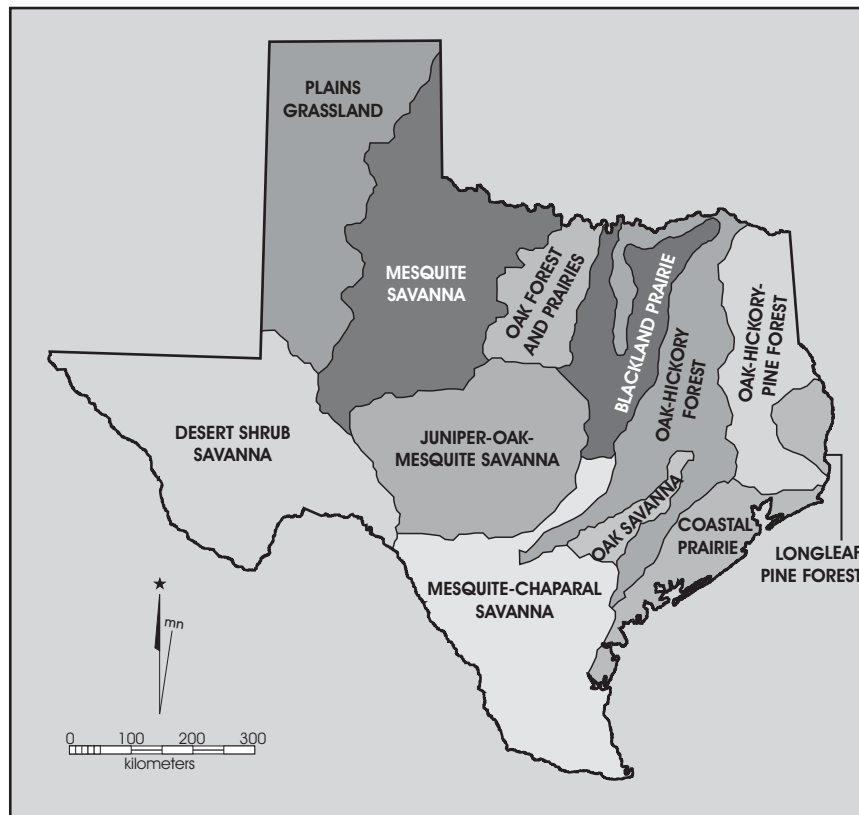 PLAINS
GRASSLAND
MESQUITE
SAVANNA
OAK FOREST
AND PRAIRIES
BLACKLAND PRAIRIE
OAK-HICKORY
FOREST
OAK-HICKORY-
PINE FOREST
DESERT SHRUB
SAVANNA
JUNIPER-OAK-
MESQUITE SAVANNA
OAK SAVANNA
COASTAL
PRAIRIE
LONGLEAF
PINE FOREST
MESQUITE-CHAPARAL
SAVANNA
mn
0 100 200 300
kilometers